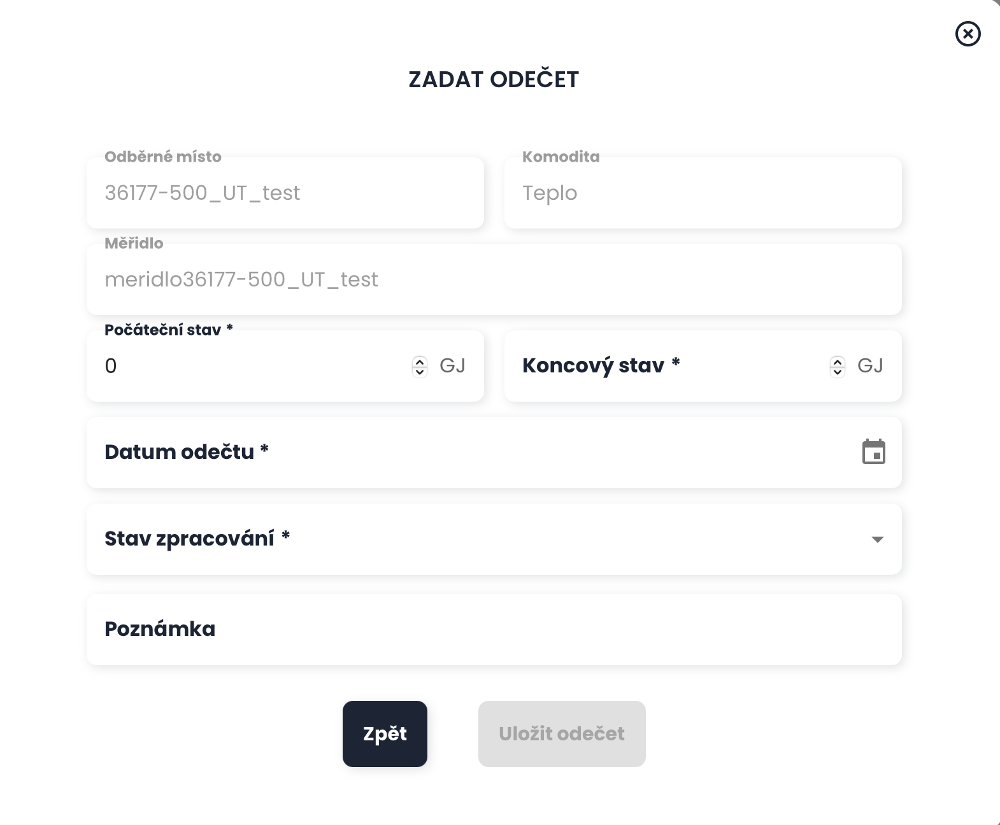 ZADAT ODEČET
Odběrné místo
36177-500_UT_test
Komodita
Teplo
Měřidlo
meridlo36177-500_UT_test
Počáteční stav *
0 GJ
Koncový stav * GJ
Datum odečtu *
Stav zpracování *
Poznámka
Zpět
Uložit odečet